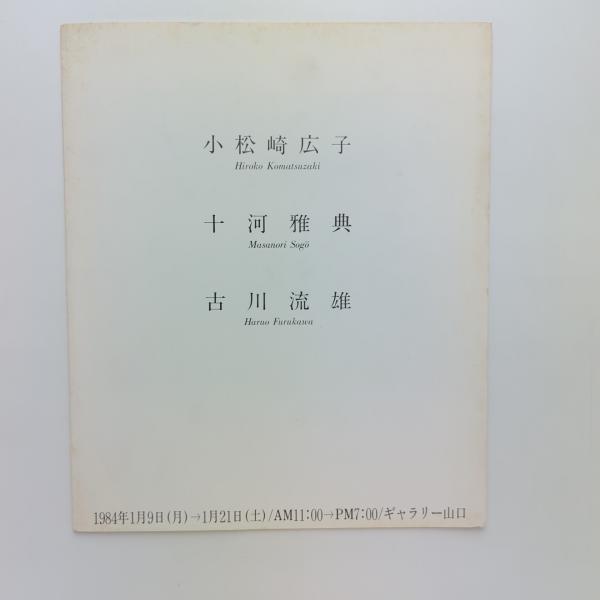 小松崎広子
Hiroko Komatsuzaki
十河雅典
Masanori Sogō
古川流雄
Haruo Furukawa
1984年1月9日(月)→1月21日(土)/AM11:00→PM7:00/ギャラリー山口